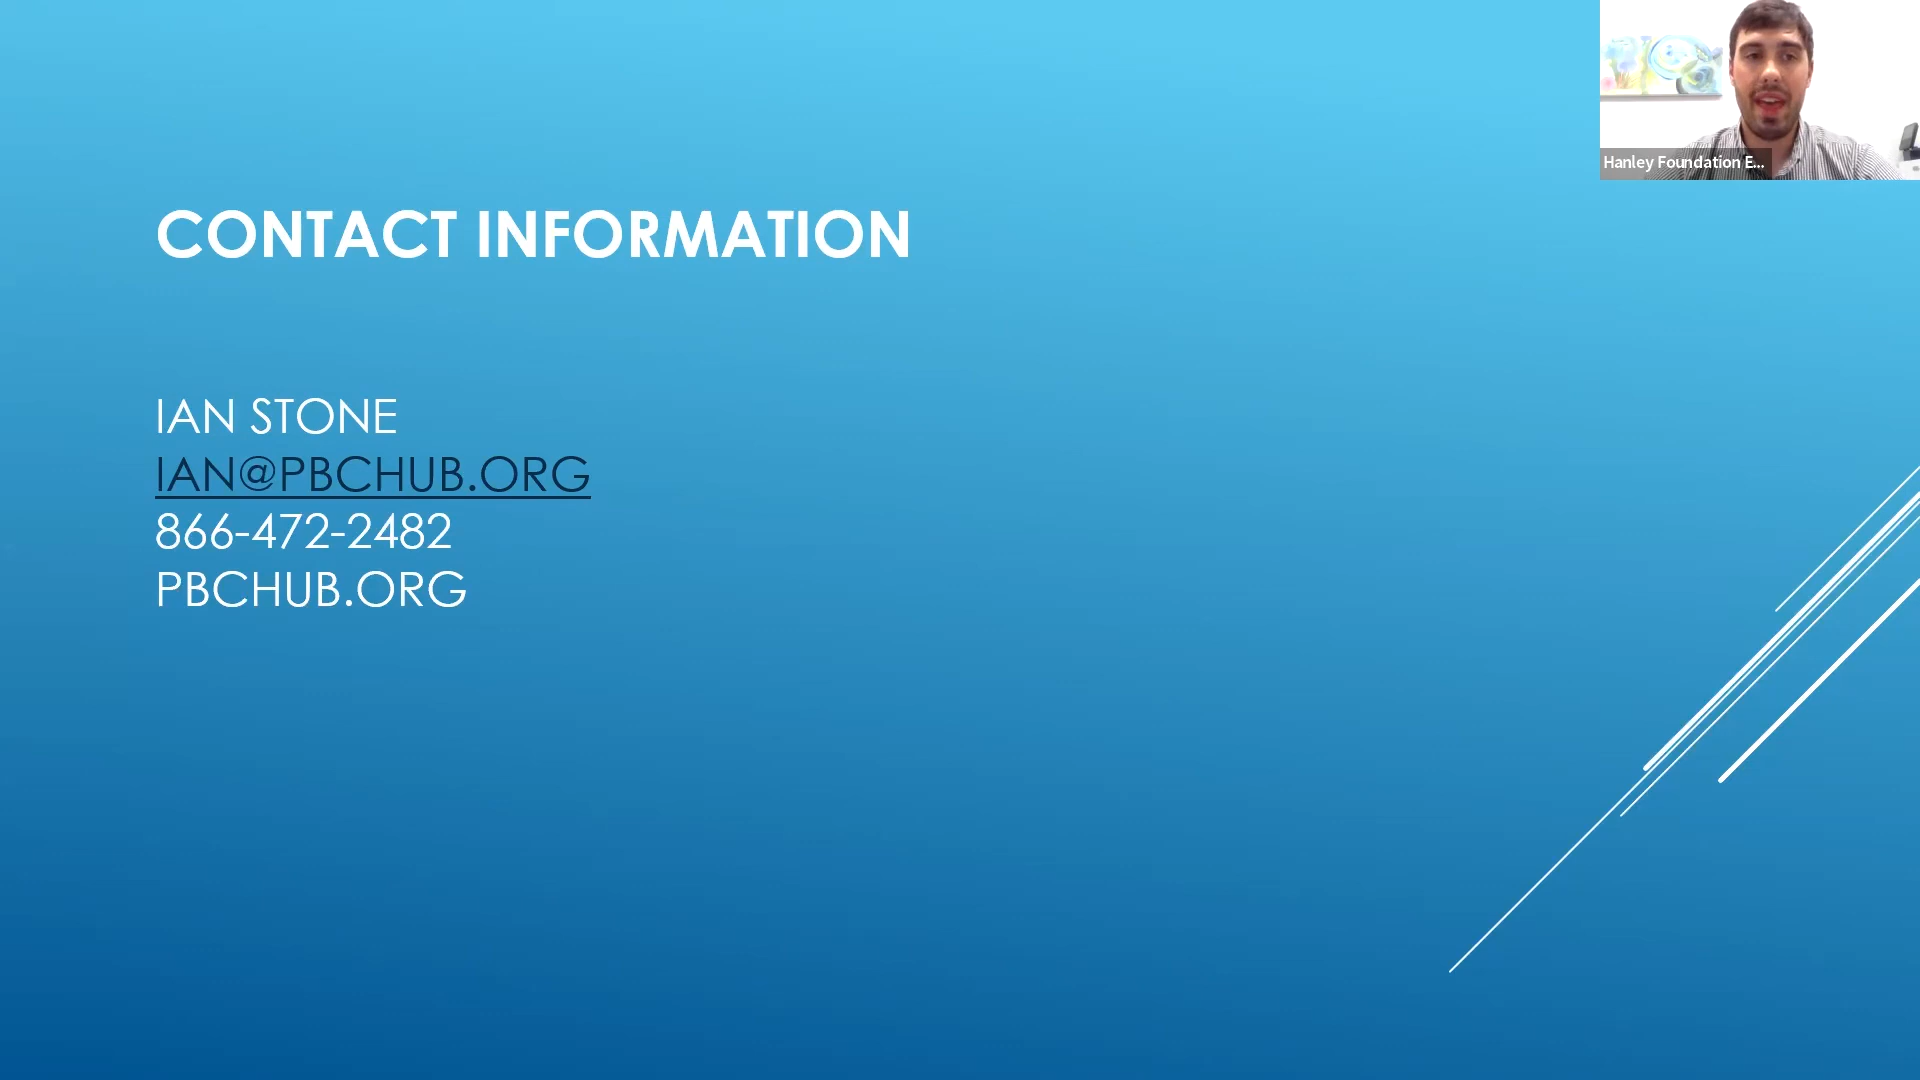 Hanley Foundation E...
CONTACT INFORMATION
IAN STONE
IAN@PBCHUB.ORG
866-472-2482
PBCHUB.ORG